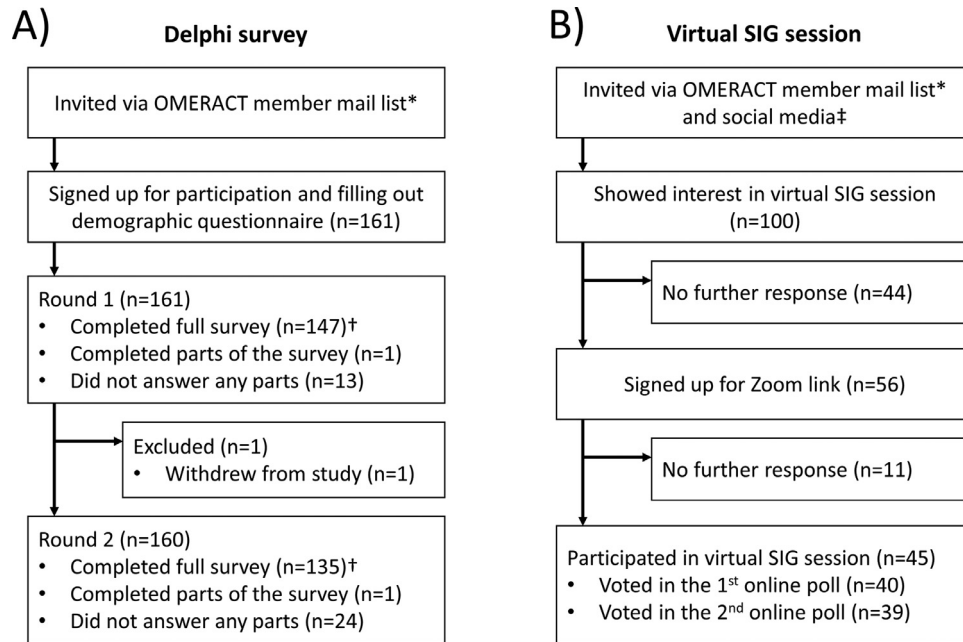 A)
Delphi survey
Invited via OMERACT member mail list*
Signed up for participation and filling out
demographic questionnaire (n=161)
Round 1 (n=161)
• Completed full survey (n=147)†
• Completed parts of the survey (n=1)
• Did not answer any parts (n=13)
Excluded (n=1)
• Withdrew from study (n=1)
Round 2 (n=160)
• Completed full survey (n=135)†
• Completed parts of the survey (n=1)
• Did not answer any parts (n=24)
B)
Virtual SIG session
Invited via OMERACT member mail list*
and social media‡
Showed interest in virtual SIG session
(n=100)
No further response (n=44)
Signed up for Zoom link (n=56)
No further response (n=11)
Participated in virtual SIG session (n=45)
• Voted in the 1st online poll (n=40)
• Voted in the 2nd online poll (n=39)